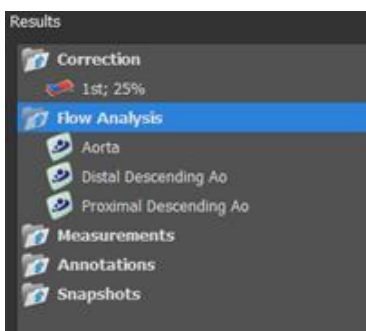 Results
Correction
1st; 25%
Flow Analysis
Aorta
Distal Descending Ao
Proximal Descending Ao
Measurements
Annotations
Snapshots